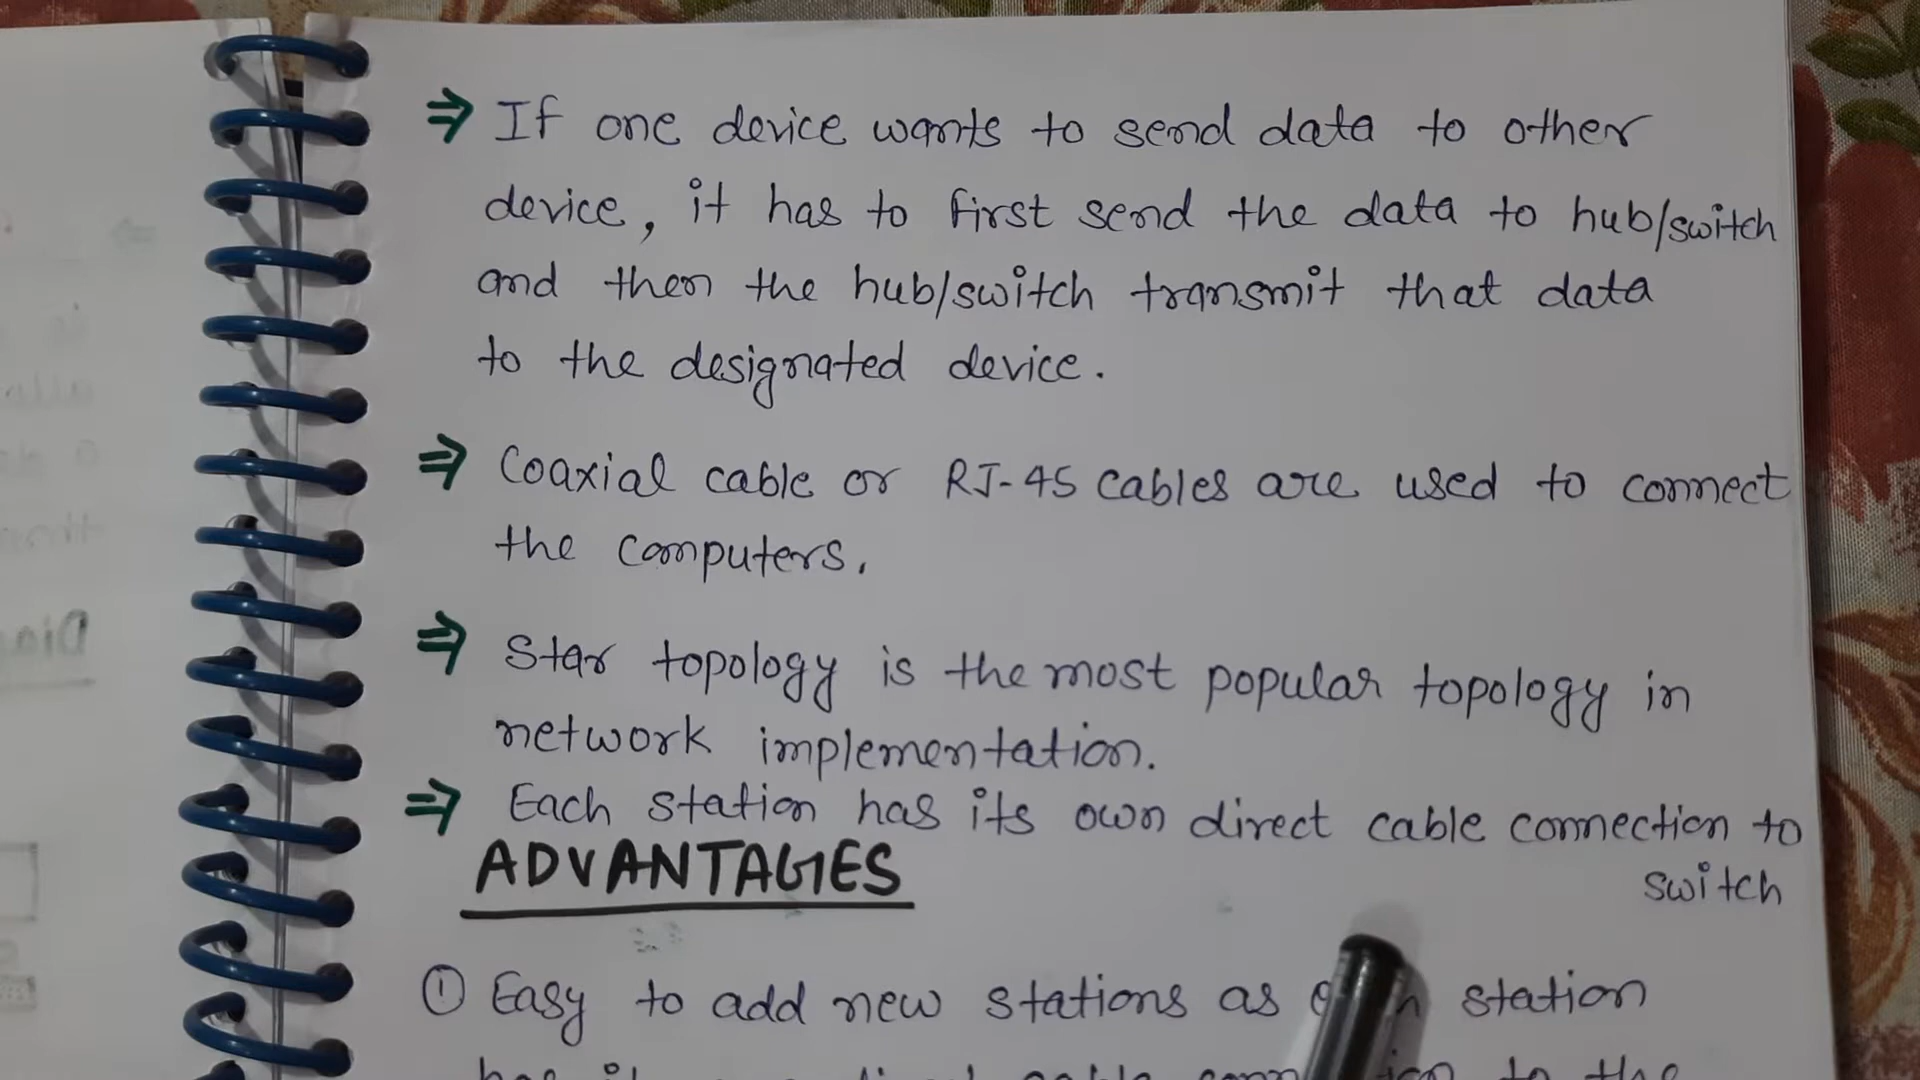 ⇒ If one device wants to send data to other
device, it has to first send the data to hub/switch
and then the hub/switch transmit that data
to the designated device.
⇒ Coaxial cable or RJ-45 cables are used to connect
the computers.
⇒ Star topology is the most popular topology in
network implementation.
⇒ Each station has its own direct cable connection to
switch
ADVANTAGES
① Easy to add new stations as station
cable to the